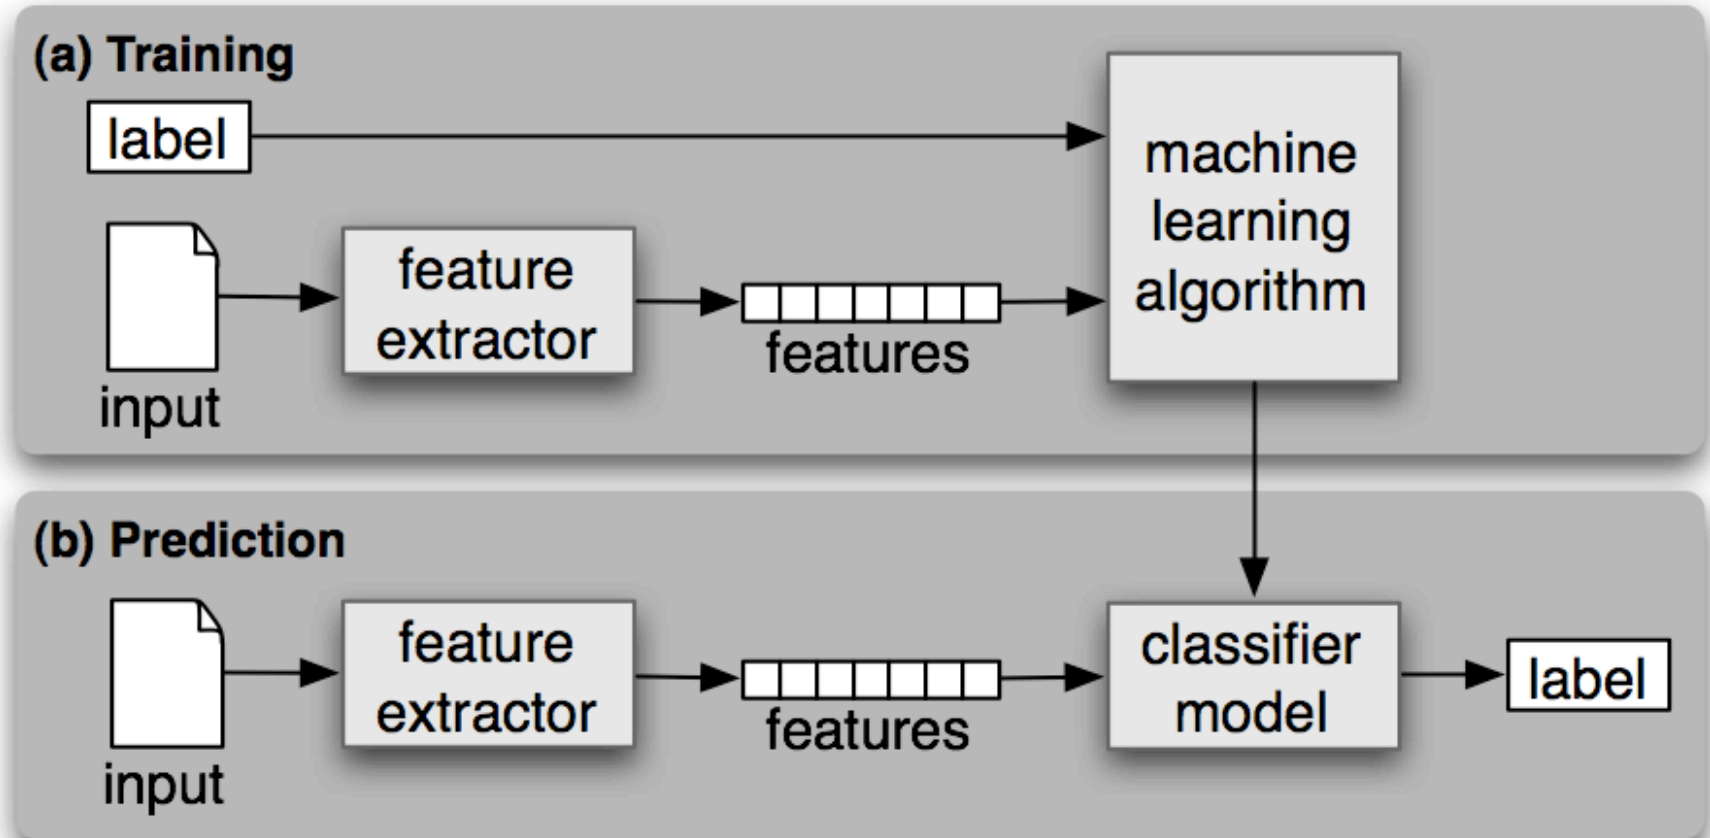 (a) Training
label
machine
learning
algorithm
feature
extractor
features
input
(b) Prediction
feature
extractor
features
classifier
model
label
input